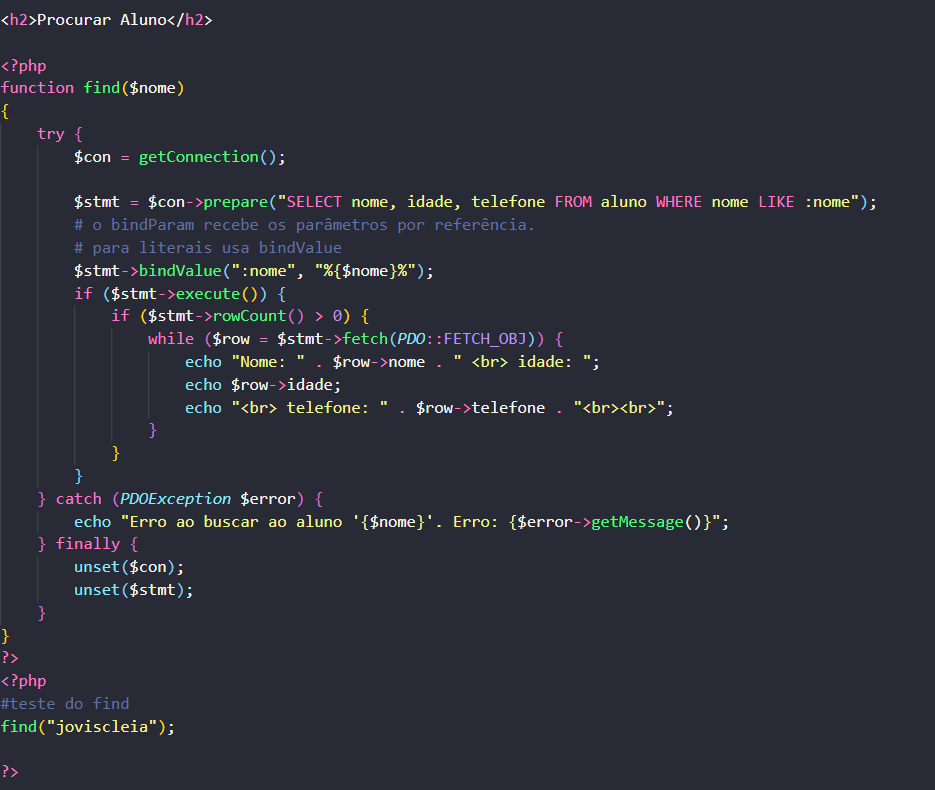 <h2>Procurar Aluno</h2>
<?php
function find($nome)
{
try {
$con = getConnection();
$stmt = $con->prepare("SELECT nome, idade, telefone FROM aluno WHERE nome LIKE :nome");
# o bindParam recebe os parâmetros por referência.
# para literais usa bindValue
$stmt->bindValue(":nome", "%{$nome}%");
if ($stmt->execute()) {
if ($stmt->rowCount() > 0) {
while ($row = $stmt->fetch(PDO::FETCH_OBJ)) {
echo "Nome: " . $row->nome . " <br> idade: ";
echo $row->idade;
echo "<br> telefone: " . $row->telefone . "<br><br>";
}
}
}
} catch (PDOException $error) {
echo "Erro ao buscar ao aluno '{$nome}'. Erro: {$error->getMessage()}";
} finally {
unset($con);
unset($stmt);
}
}
?>
<?php
#teste do find
find("joviscleia");
?>